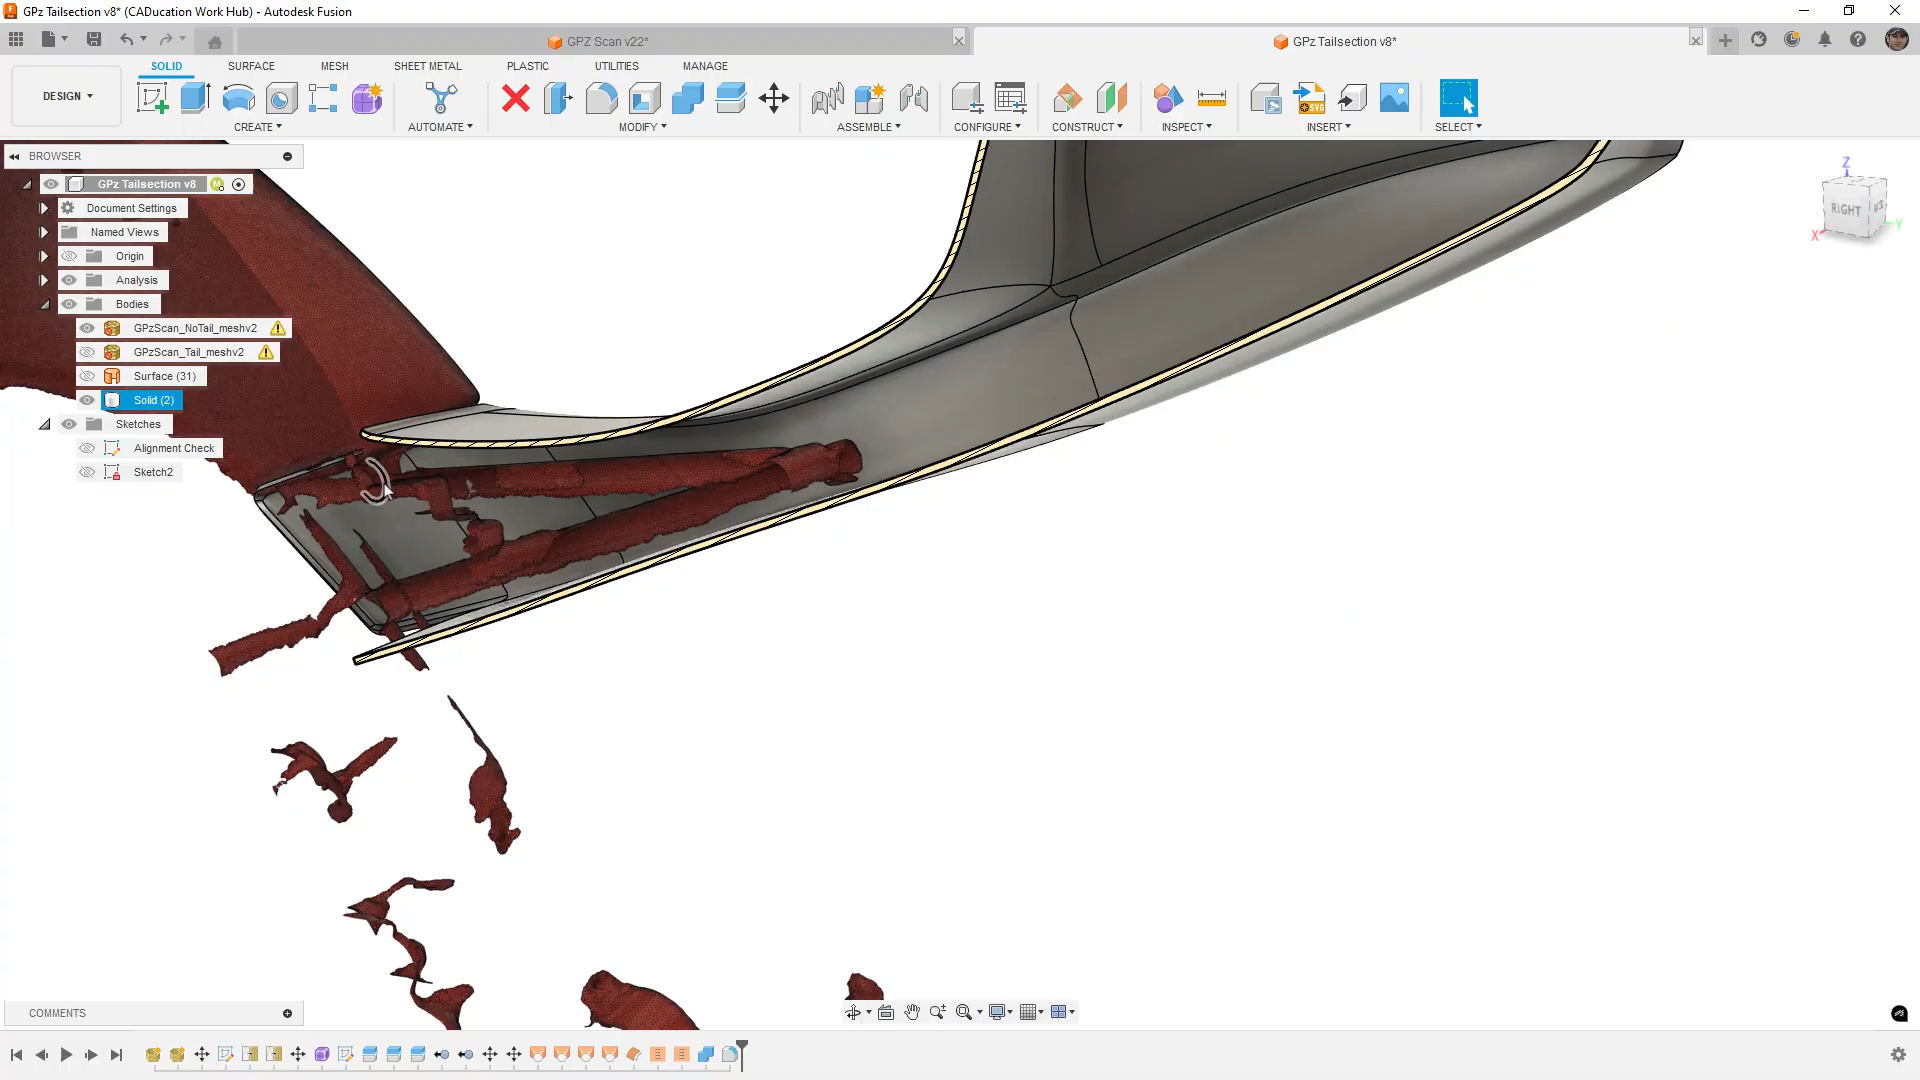 GPz Tailsection v8* (CADucation Work Hub) - Autodesk Fusion
GPZ Scan v22*
GPz Tailsection v8*
SOLID SURFACE MESH SHEET METAL PLASTIC UTILITIES MANAGE
DESIGN
CREATE AUTOMATE MODIFY ASSEMBLE CONFIGURE CONSTRUCT INSPECT INSERT SELECT
SVG
BROWSER
GPz Tailsection v8
Document Settings
Named Views
Origin
Analysis
Bodies
GPzScan_NoTail_meshv2
GPzScan_Tail_meshv2
Surface (31)
Solid (2)
Sketches
Alignment Check
Sketch2
Z
RIGHT
X
Y
COMMENTS